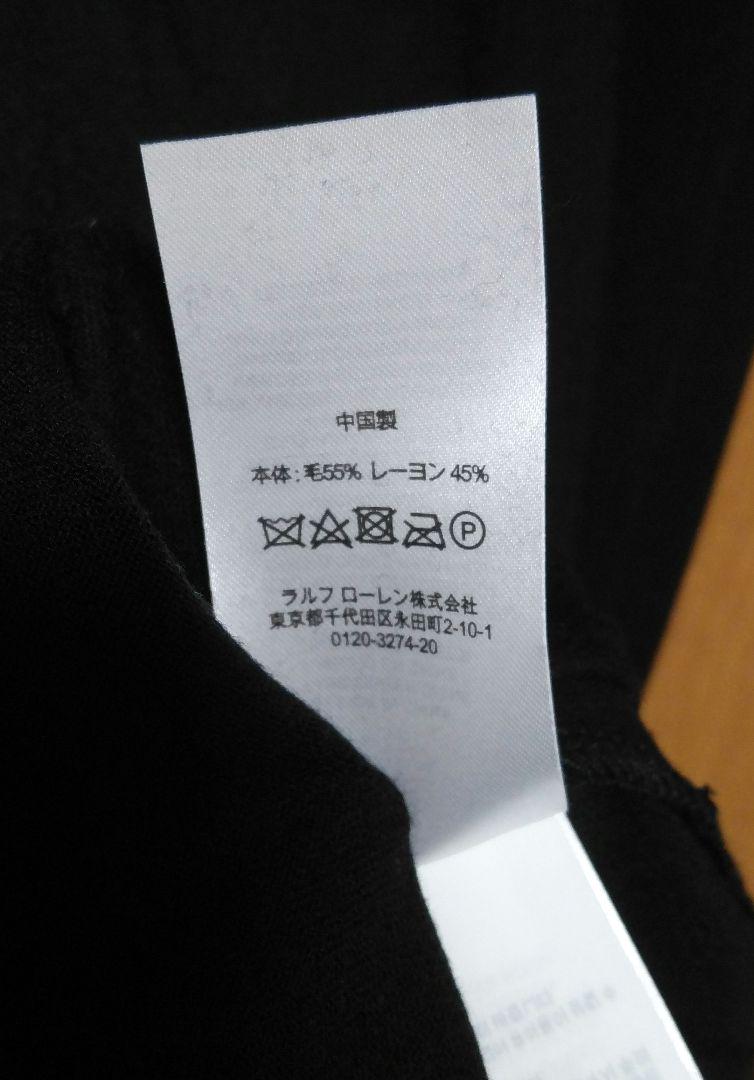 中国製
本体:毛55% レーヨン 45%
P
ラルフ ローレン株式会社
東京都千代田区永田町2-10-1
0120-3274-20